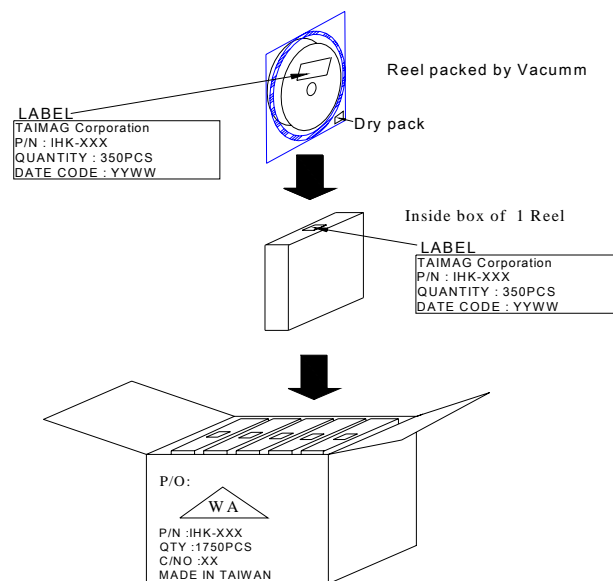 Reel packed by Vacumm
Dry pack
LABEL
TAIMAG Corporation
P/N : IHK-XXX
QUANTITY : 350PCS
DATE CODE : YYWW
Inside box of 1 Reel
LABEL
TAIMAG Corporation
P/N : IHK-XXX
QUANTITY : 350PCS
DATE CODE : YYWW
P/O:
WA
P/N :IHK-XXX
QTY :1750PCS
C/NO :XX
MADE IN TAIWAN